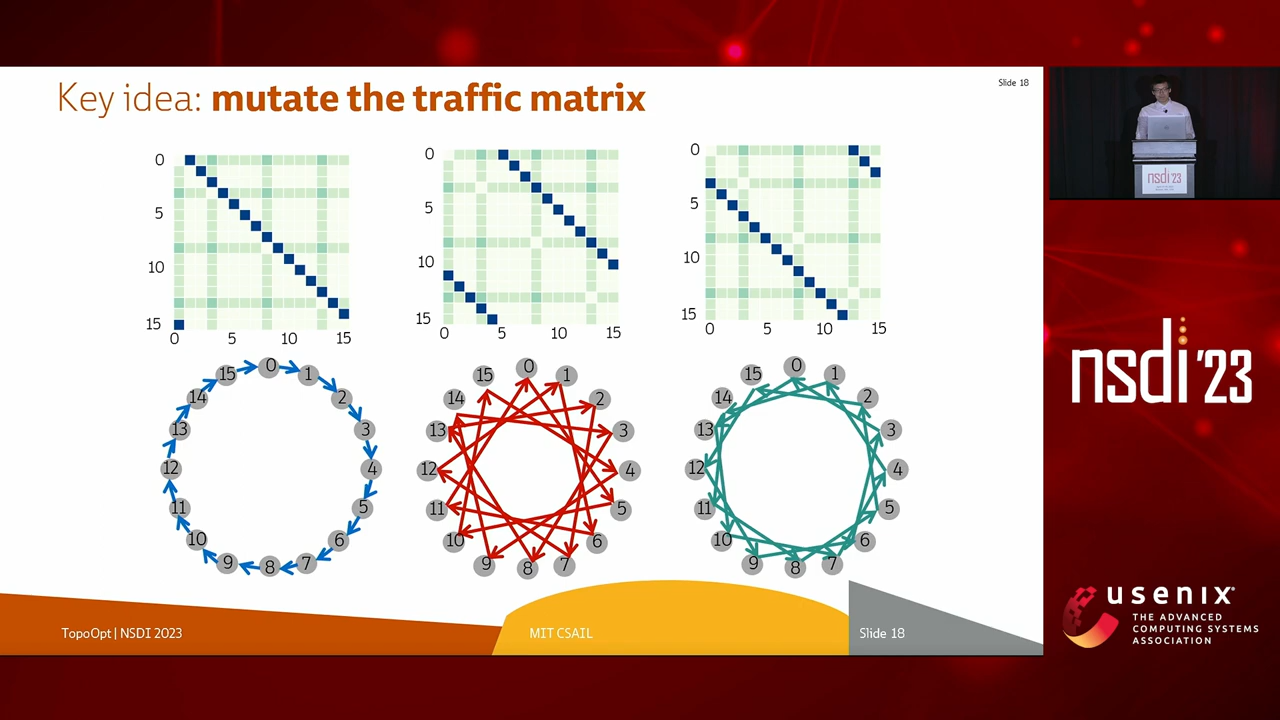 Key idea: mutate the traffic matrix
Slide 18
0
5
10
15
0 5 10 15
0
5
10
15
0 5 10 15
0
5
10
15
0 5 10 15
0 1 2 3 4 5 6 7 8 9 10 11 12 13 14 15
0 1 2 3 4 5 6 7 8 9 10 11 12 13 14 15
0 1 2 3 4 5 6 7 8 9 10 11 12 13 14 15
TopoOpt | NSDI 2023
MIT CSAIL
Slide 18
nsdi'23
nsdi '23
usenix®
THE ADVANCED
COMPUTING SYSTEMS
ASSOCIATION